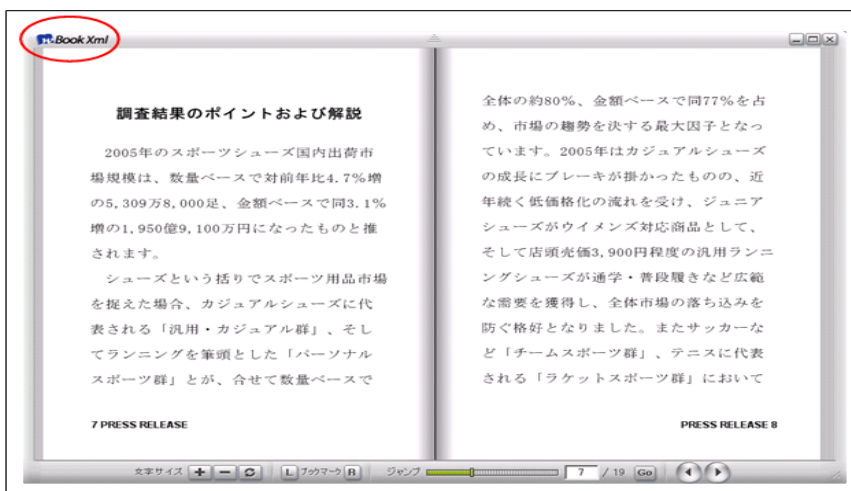 Book Xml
調査結果のポイントおよび解説
2005年のスポーツシューズ国内出荷市
場規模は、数量ベースで対前年比4.7%増
の5,309万8,000足、金額ベースで同3.1%
増の1,950億9,100万円になったものと推
されます。
シューズという括りでスポーツ用品市場
を捉えた場合、カジュアルシューズに代
表される「汎用・カジュアル群」、そし
てランニングを筆頭とした「パーソナル
スポーツ群」とが、合せて数量ベースで
7 PRESS RELEASE
全体の約80%、金額ベースで同77%を占
め、市場の趨勢を決する最大因子となっ
ています。2005年はカジュアルシューズ
の成長にブレーキが掛かったものの、近
年続く低価格化の流れを受け、ジュニア
シューズがウイメンズ対応商品として、
そして店頭売価3,900円程度の汎用ランニ
ングシューズが通学・普段履きなど広範
な需要を獲得し、全体市場の落ち込みを
防ぐ格好となりました。またサッカーな
ど「チームスポーツ群」、テニスに代表
される「ラケットスポーツ群」において
PRESS RELEASE 8
文字サイズ + - L ブックマーク R ジャンプ 7 / 19 Go